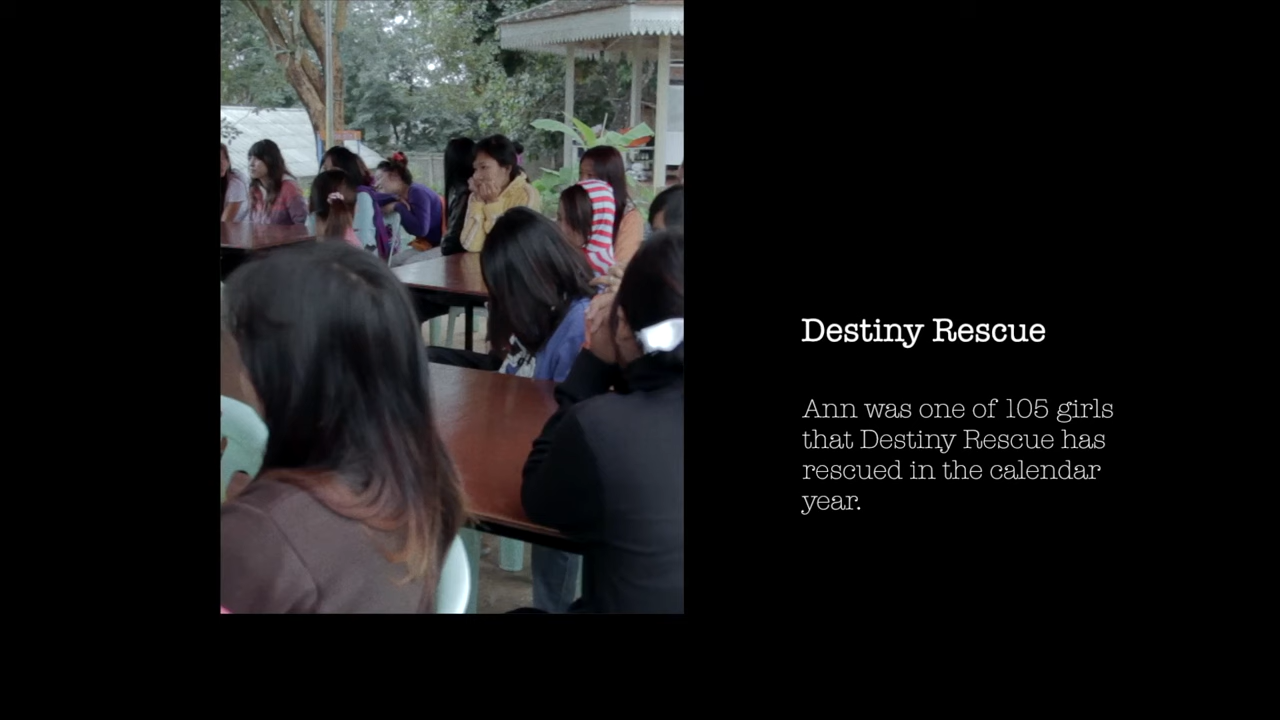 Destiny Rescue
Ann was one of 105 girls
that Destiny Rescue has
rescued in the calendar
year.